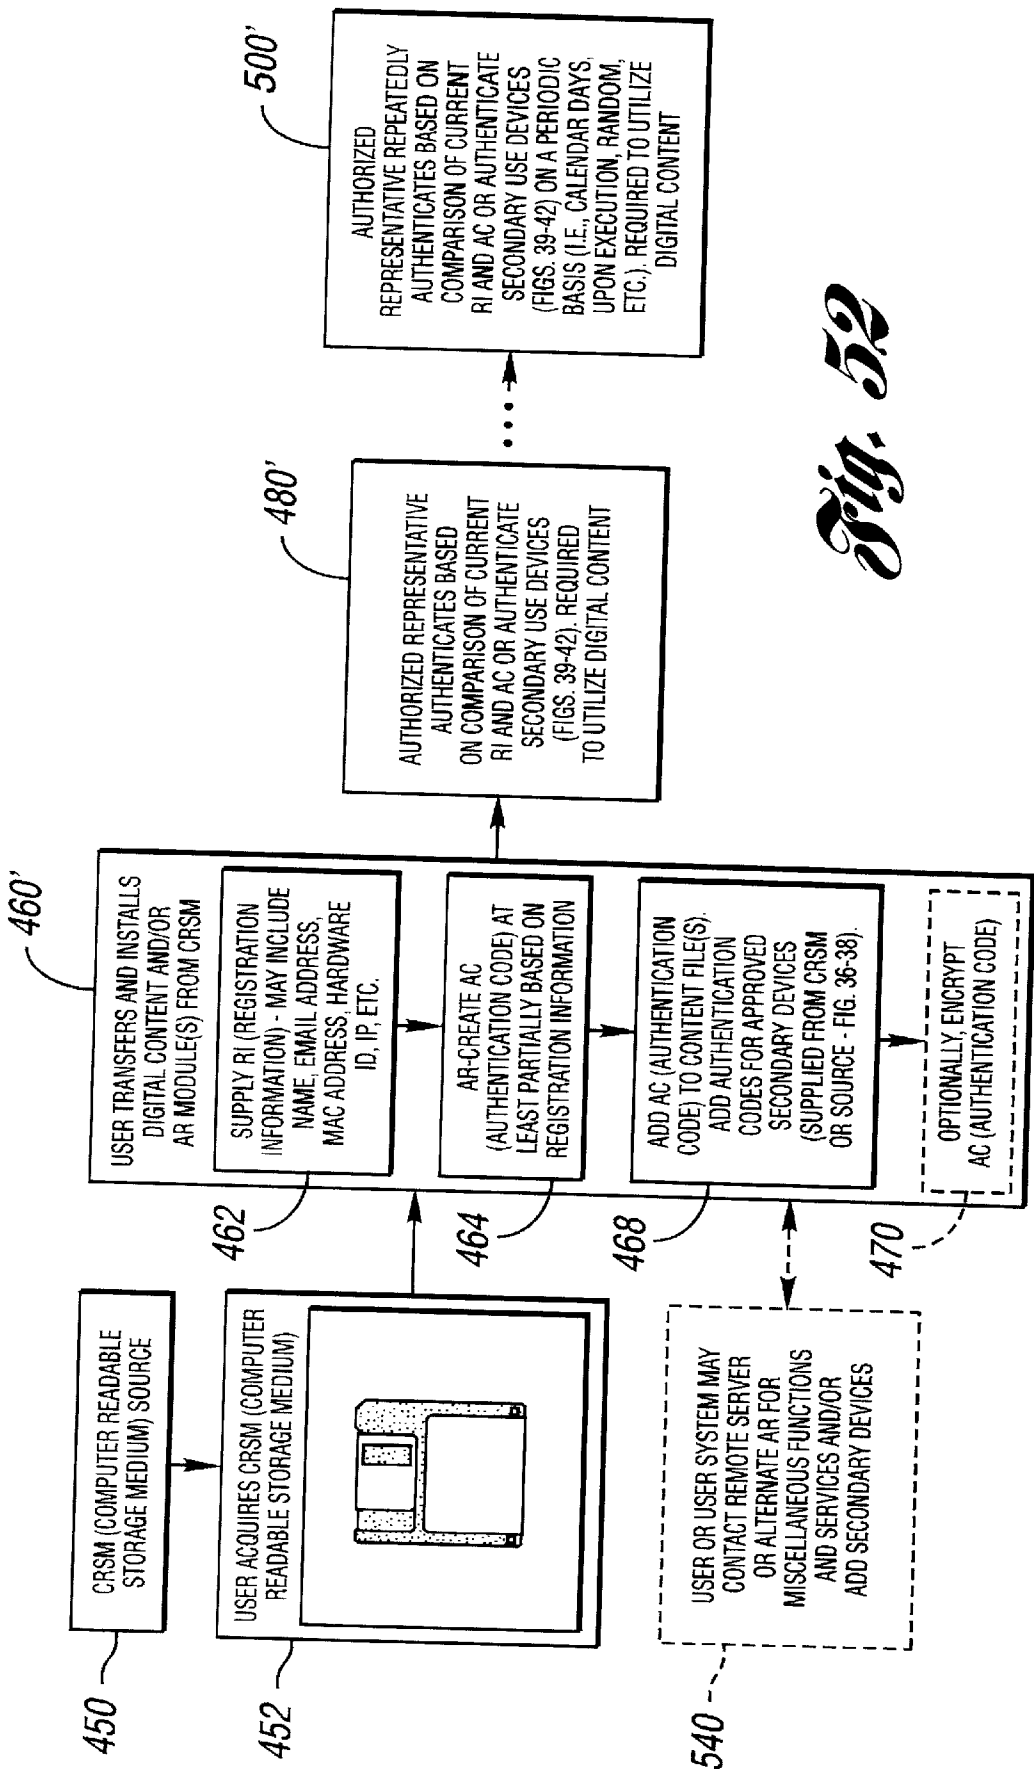 450
CRSM (COMPUTER READABLE
STORAGE MEDIUM) SOURCE
452
USER ACQUIRES CRSM (COMPUTER
READABLE STORAGE MEDIUM)
540
USER OR USER SYSTEM MAY
CONTACT REMOTE SERVER
OR ALTERNATE AR FOR
MISCELLANEOUS FUNCTIONS
AND SERVICES AND/OR
ADD SECONDARY DEVICES
460'
USER TRANSFERS AND INSTALLS
DIGITAL CONTENT AND/OR
AR MODULE(S) FROM CRSM
462
SUPPLY RI (REGISTRATION
INFORMATION) - MAY INCLUDE
NAME, EMAIL ADDRESS,
MAC ADDRESS, HARDWARE
ID, IP, ETC.
464
AR-CREATE AC
(AUTHENTICATION CODE) AT
LEAST PARTIALLY BASED ON
REGISTRATION INFORMATION
468
ADD AC (AUTHENTICATION
CODE) TO CONTENT FILE(S).
ADD AUTHENTICATION
CODES FOR APPROVED
SECONDARY DEVICES
(SUPPLIED FROM CRSM
OR SOURCE - FIG. 36-38).
470
OPTIONALLY, ENCRYPT
AC (AUTHENTICATION CODE)
480'
AUTHORIZED REPRESENTATIVE
AUTHENTICATES BASED
ON COMPARISON OF CURRENT
RI AND AC OR AUTHENTICATE
SECONDARY USE DEVICES
(FIGS. 39-42). REQUIRED
TO UTILIZE DIGITAL CONTENT
500'
AUTHORIZED
REPRESENTATIVE REPEATEDLY
AUTHENTICATES BASED ON
COMPARISON OF CURRENT
RI AND AC OR AUTHENTICATE
SECONDARY USE DEVICES
(FIGS. 39-42) ON A PERIODIC
BASIS (I.E., CALENDAR DAYS,
UPON EXECUTION, RANDOM,
ETC.). REQUIRED TO UTILIZE
DIGITAL CONTENT
Fig. 52